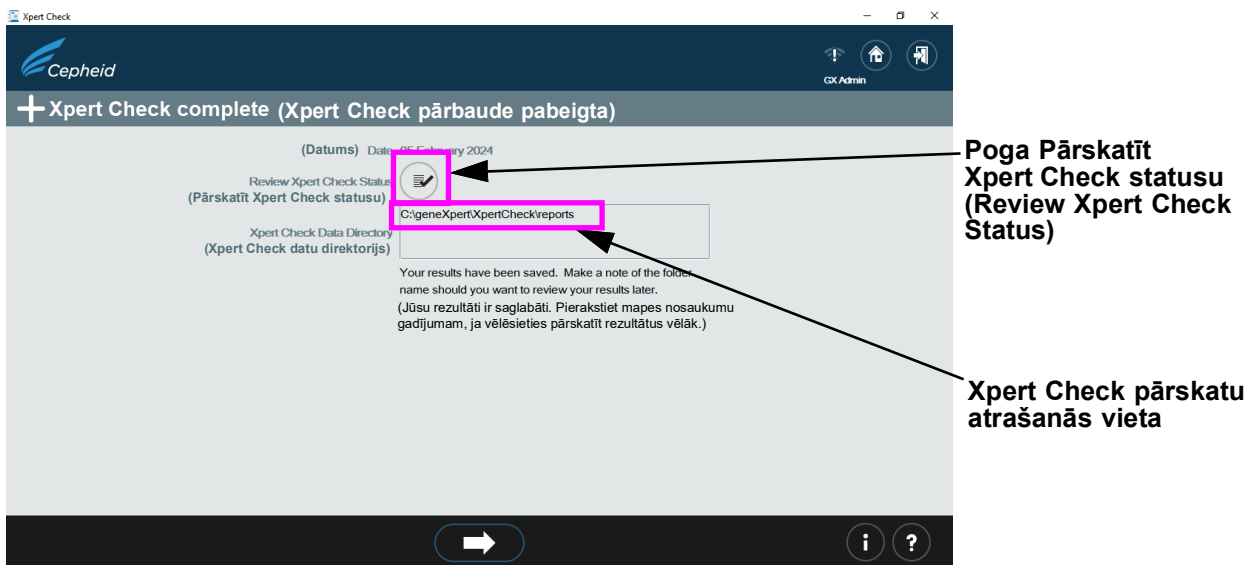 Xpert Check
Cepheid
GX Admin
Xpert Check complete (Xpert Check pārbaude pabeigta)
(Datums) Date 05 February 2024
Review Xpert Check Status
(Pārskatīt Xpert Check statusu)
C:\geneXpert\XpertCheck\reports
Xpert Check Data Directory
(Xpert Check datu direktorijs)
Your results have been saved. Make a note of the folder
name should you want to review your results later.
(Jūsu rezultāti ir saglabāti. Pierakstiet mapes nosaukumu
gadījumam, ja vēlēsieties pārskatīt rezultātus vēlāk.)
Poga Pārskatīt
Xpert Check statusu
(Review Xpert Check
Status)
Xpert Check pārskatu
atrašanās vieta